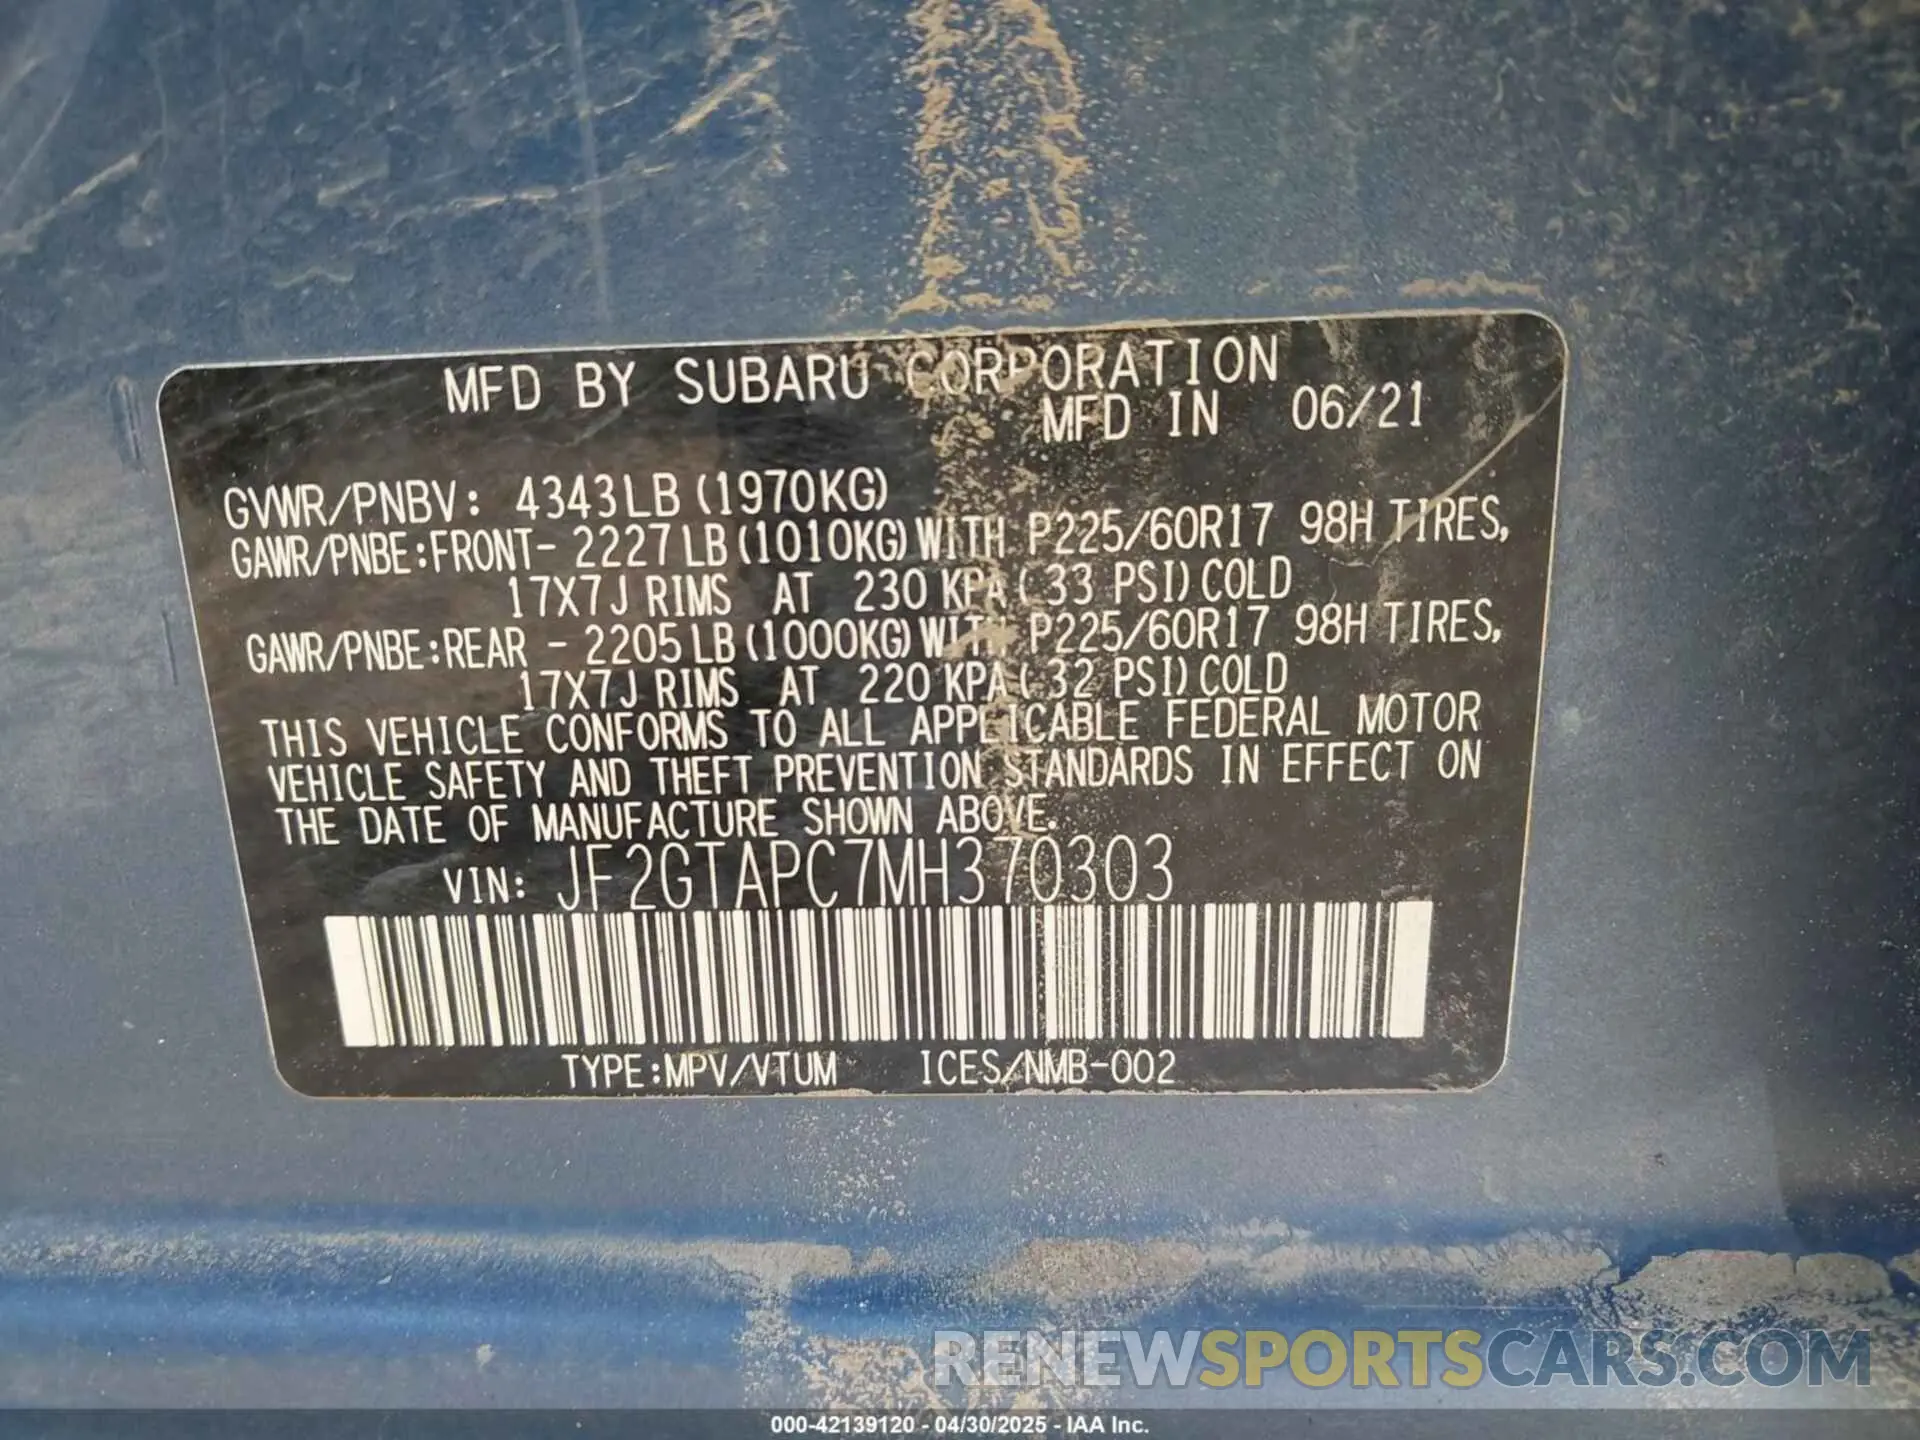 MFD BY SUBARU CORPORATION
MFD IN 06/21
GVWR/PNBV: 4343LB (1970KG)
GAWR/PNBE:FRONT- 2227LB (1010KG) WITH P225/60R17 98H TIRES,
17X7J RIMS AT 230 KPA ( 33 PSI) COLD
GAWR/PNBE:REAR - 2205LB (1000KG) WITH P225/60R17 98H TIRES,
17X7J RIMS AT 220 KPA ( 32 PSI) COLD
THIS VEHICLE CONFORMS TO ALL APPLICABLE FEDERAL MOTOR
VEHICLE SAFETY AND THEFT PREVENTION STANDARDS IN EFFECT ON
THE DATE OF MANUFACTURE SHOWN ABOVE.
VIN: JF2GTAPC7MH370303
TYPE:MPV/VTUM ICES/NMB-002
RENEWSPORTSCARS.COM
000-42139120 - 04/30/2025 - IAA Inc.